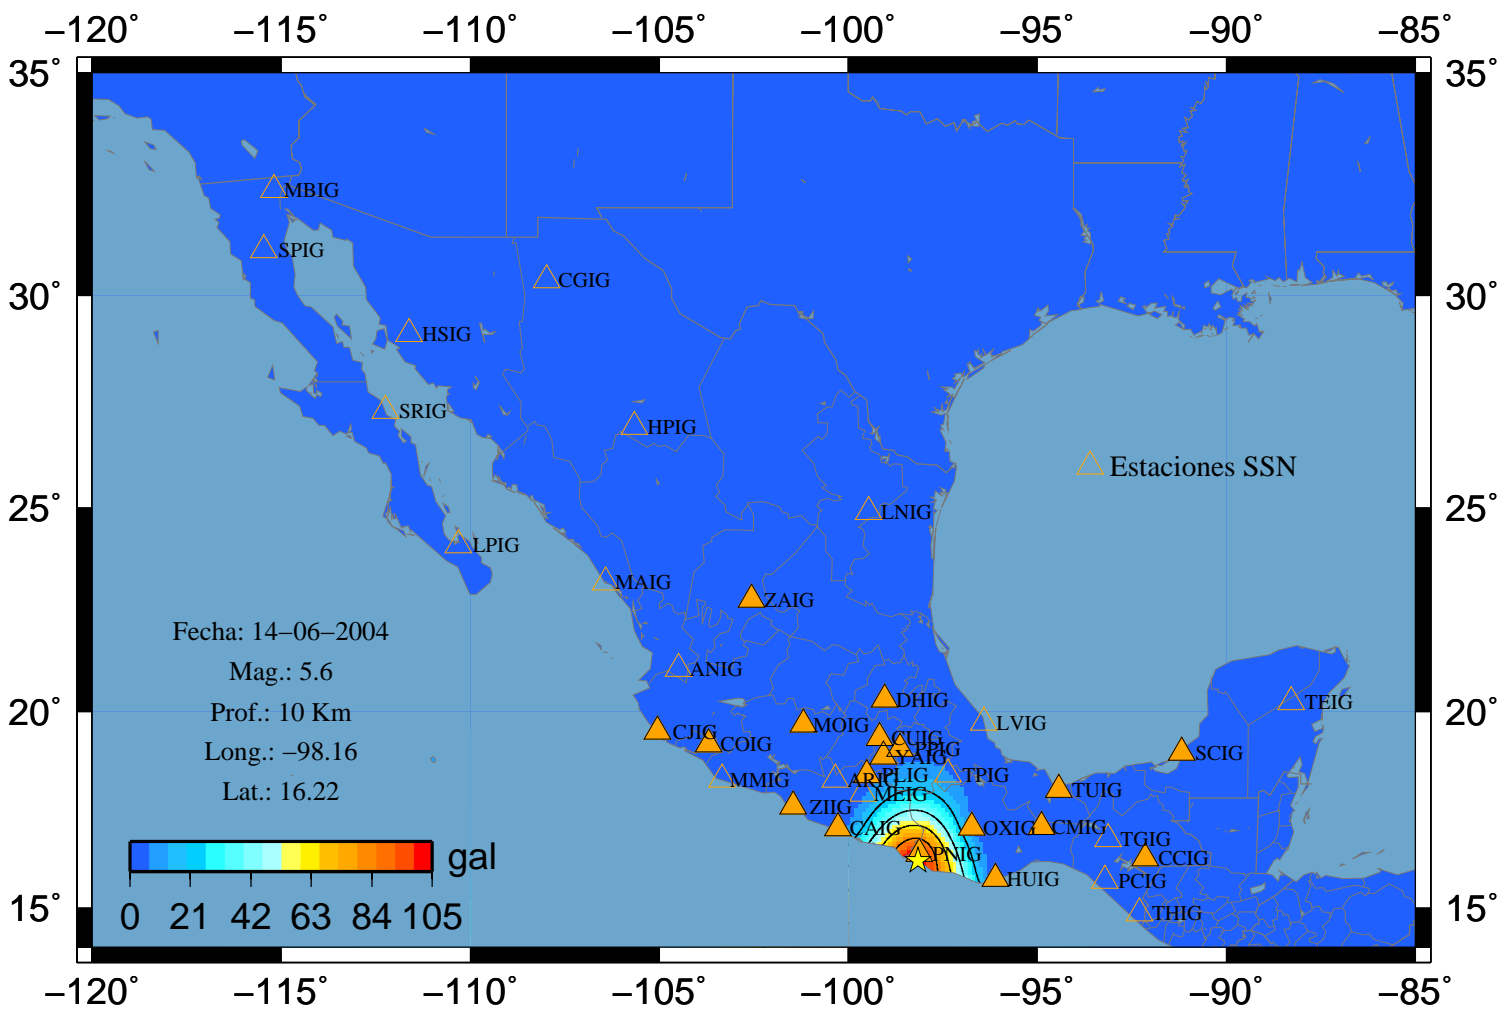 −120° −115° −110° −105° −100° −95° −90° −85°
35° 35°
MBIG
SPIG
CGIG
30° 30°
HSIG
SRIG
HPIG
Estaciones SSN
25° 25°
LNIG
LPIG
MAIG
ZAIG
Fecha: 14−06−2004
Mag.: 5.6
Prof.: 10 Km
Long.: −98.16
Lat.: 16.22
ANIG
DHIG
TEIG
20° 20°
MOIG
LVIG
CJIG
COIG
CUIG
PPIG
YAIG
SCIG
MMIG
ARIG
PLIG
TPIG
MEIG
TUIG
ZIIG
CAIG
OXIG
CMIG
TGIG
PNIG
CCIG
HUIG
PCIG
THIG
gal
0 21 42 63 84 105
15° 15°
−120° −115° −110° −105° −100° −95° −90° −85°